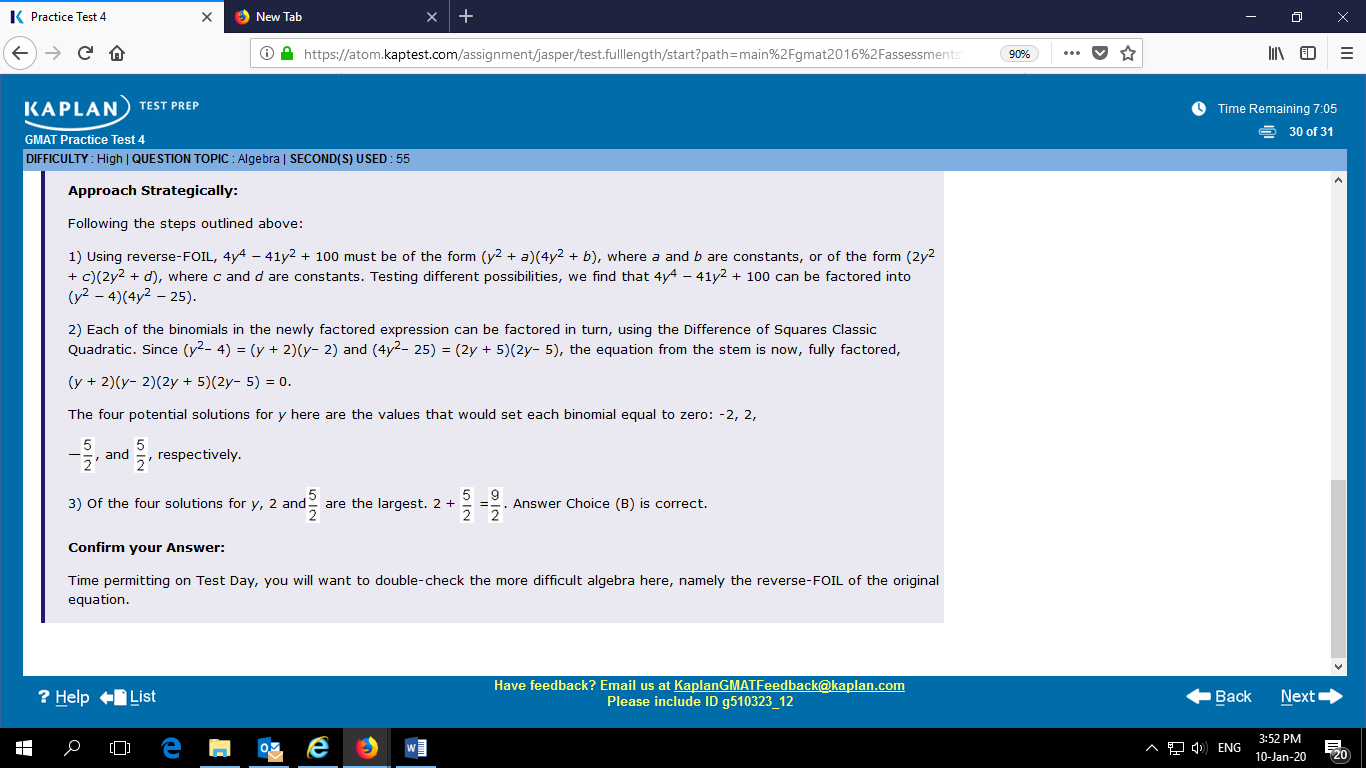 Practice Test 4
New Tab
https://atom.kaptest.com/assignment/jasper/test.fulllength/start?path=main%2Fgmat2016%2Fassessments
90%
KAPLAN TEST PREP
Time Remaining 7:05
GMAT Practice Test 4
30 of 31
DIFFICULTY : High | QUESTION TOPIC : Algebra | SECOND(S) USED : 55
Approach Strategically:
Following the steps outlined above:
1) Using reverse-FOIL, 4y⁴ − 41y² + 100 must be of the form (y² + a)(4y² + b), where a and b are constants, or of the form (2y²
+ c)(2y² + d), where c and d are constants. Testing different possibilities, we find that 4y⁴ − 41y² + 100 can be factored into
(y² − 4)(4y² − 25).
2) Each of the binomials in the newly factored expression can be factored in turn, using the Difference of Squares Classic
Quadratic. Since (y²− 4) = (y + 2)(y− 2) and (4y²− 25) = (2y + 5)(2y− 5), the equation from the stem is now, fully factored,
(y + 2)(y− 2)(2y + 5)(2y− 5) = 0.
The four potential solutions for y here are the values that would set each binomial equal to zero: -2, 2,
−5/2, and 5/2, respectively.
3) Of the four solutions for y, 2 and 5/2 are the largest. 2 + 5/2 = 9/2. Answer Choice (B) is correct.
Confirm your Answer:
Time permitting on Test Day, you will want to double-check the more difficult algebra here, namely the reverse-FOIL of the original
equation.
? Help
List
Have feedback? Email us at KaplanGMATFeedback@kaplan.com
Please include ID g510323_12
Back
Next
ENG
3:52 PM
10-Jan-20
20